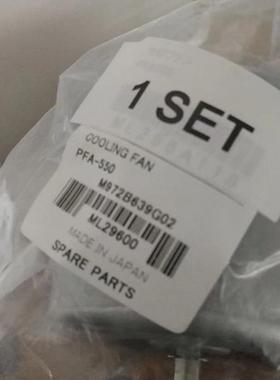 1 SET
COOLING FAN
PFA-550
M972B639G02
ML29600
MADE IN JAPAN
SPARE PARTS